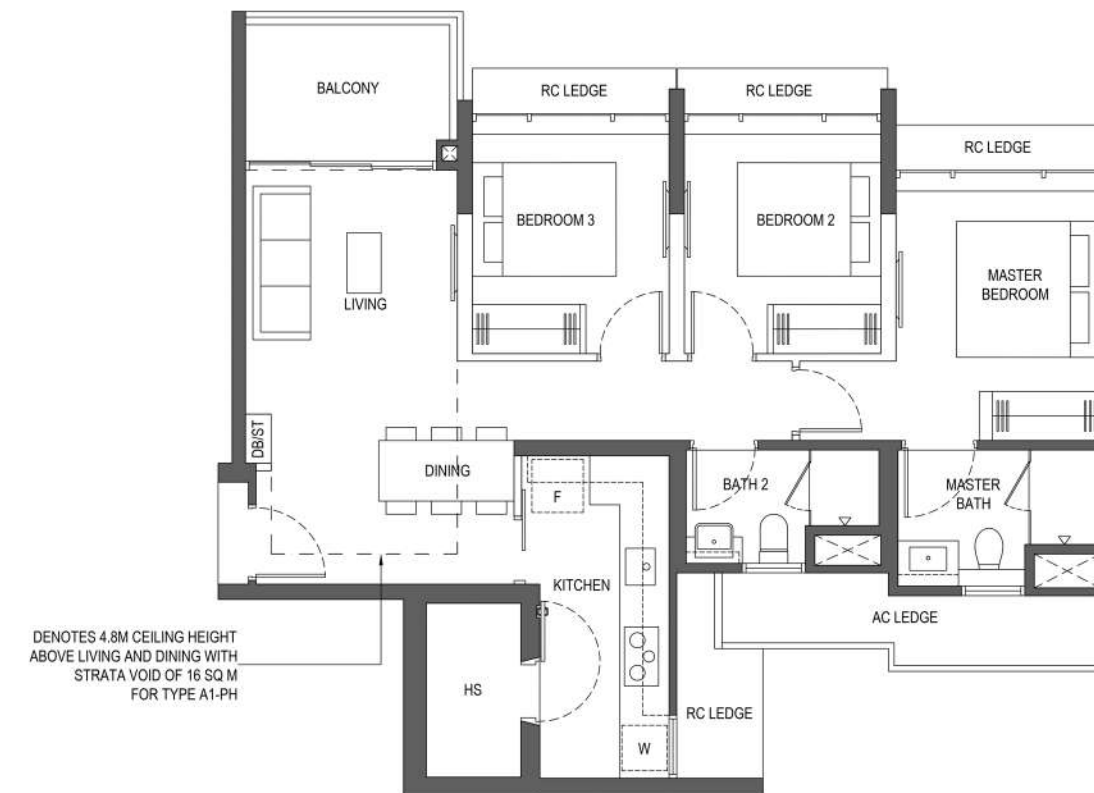 BALCONY
RC LEDGE
RC LEDGE
RC LEDGE
BEDROOM 3
BEDROOM 2
MASTER
BEDROOM
LIVING
DB/ST
DINING
F
BATH 2
MASTER
BATH
KITCHEN
AC LEDGE
DENOTES 4.8M CEILING HEIGHT
ABOVE LIVING AND DINING WITH
STRATA VOID OF 16 SQ M
FOR TYPE A1-PH
HS
RC LEDGE
W